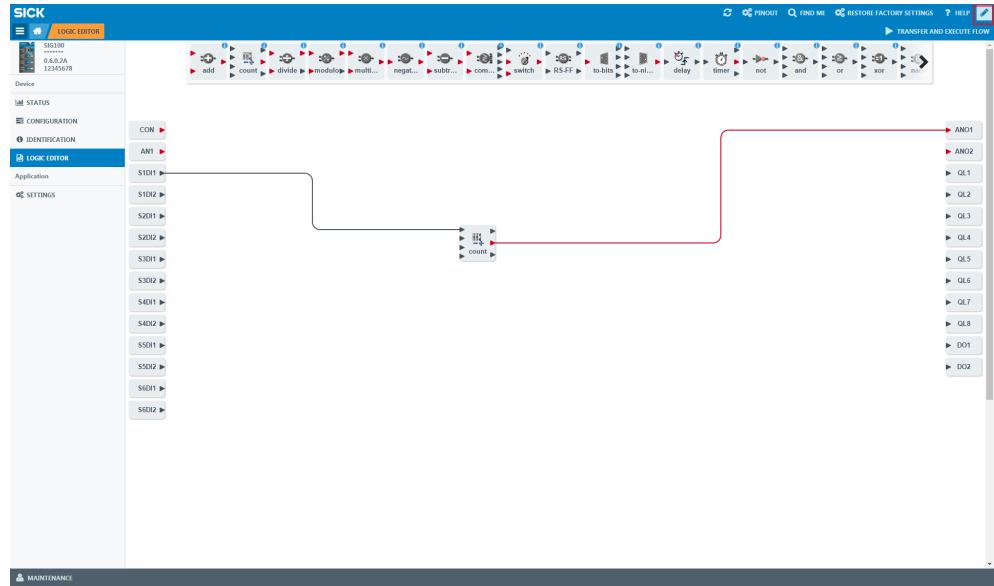 SICK
PINOUT FIND ME RESTORE FACTORY SETTINGS ? HELP
LOGIC EDITOR
TRANSFER AND EXECUTE FLOW
SIG100
*******
0.6.0.2A
12345678
Device
STATUS
CONFIGURATION
IDENTIFICATION
LOGIC EDITOR
Application
SETTINGS
add count divide modulo multi... negat... subtr... com... switch RS-FF to-bits to-ni... delay timer not and or xor
CON
AN1
S1DI1
S1DI2
S2DI1
S2DI2
S3DI1
S3DI2
S4DI1
S4DI2
S5DI1
S5DI2
S6DI1
S6DI2
count
ANO1
ANO2
QL1
QL2
QL3
QL4
QL5
QL6
QL7
QL8
DO1
DO2
MAINTENANCE